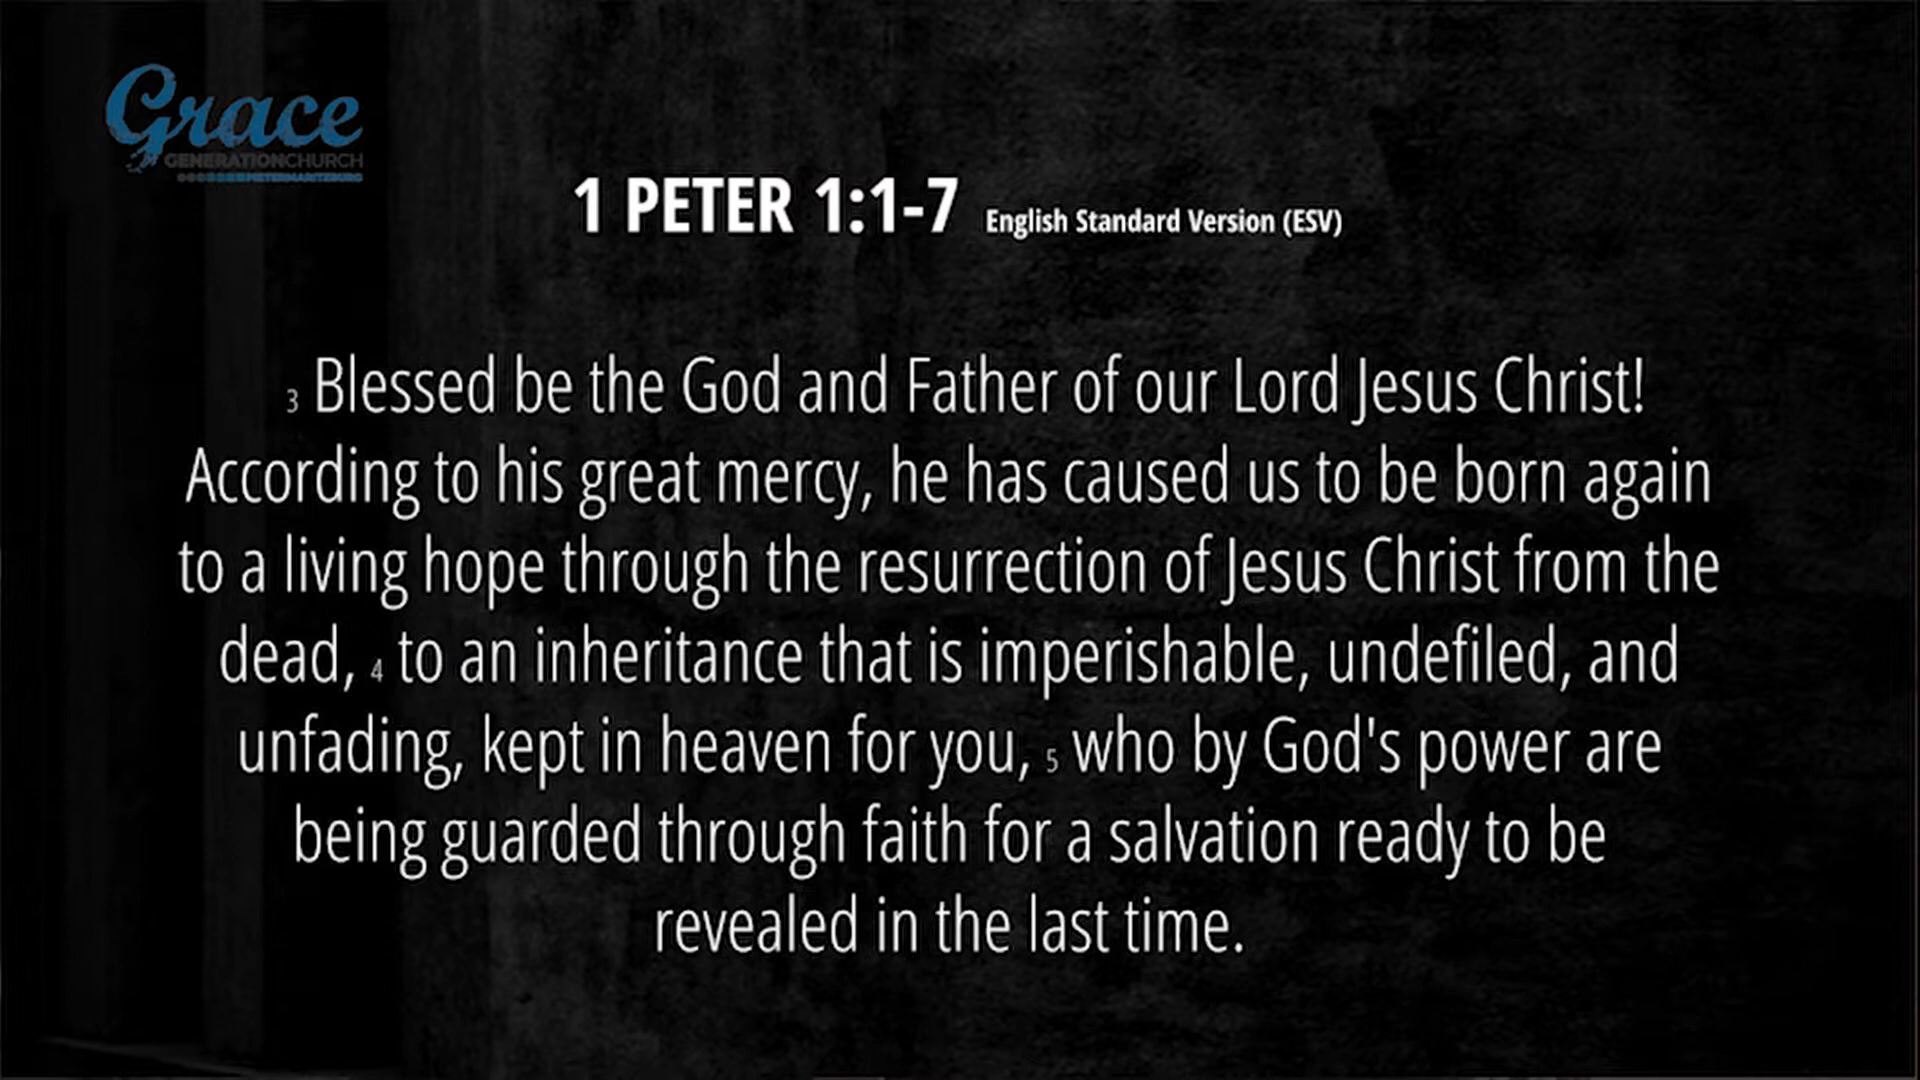 Grace
GENERATIONCHURCH
PIETERMARITZBURG
1 PETER 1:1-7 English Standard Version (ESV)
3 Blessed be the God and Father of our Lord Jesus Christ!
According to his great mercy, he has caused us to be born again
to a living hope through the resurrection of Jesus Christ from the
dead, 4 to an inheritance that is imperishable, undefiled, and
unfading, kept in heaven for you, 5 who by God's power are
being guarded through faith for a salvation ready to be
revealed in the last time.